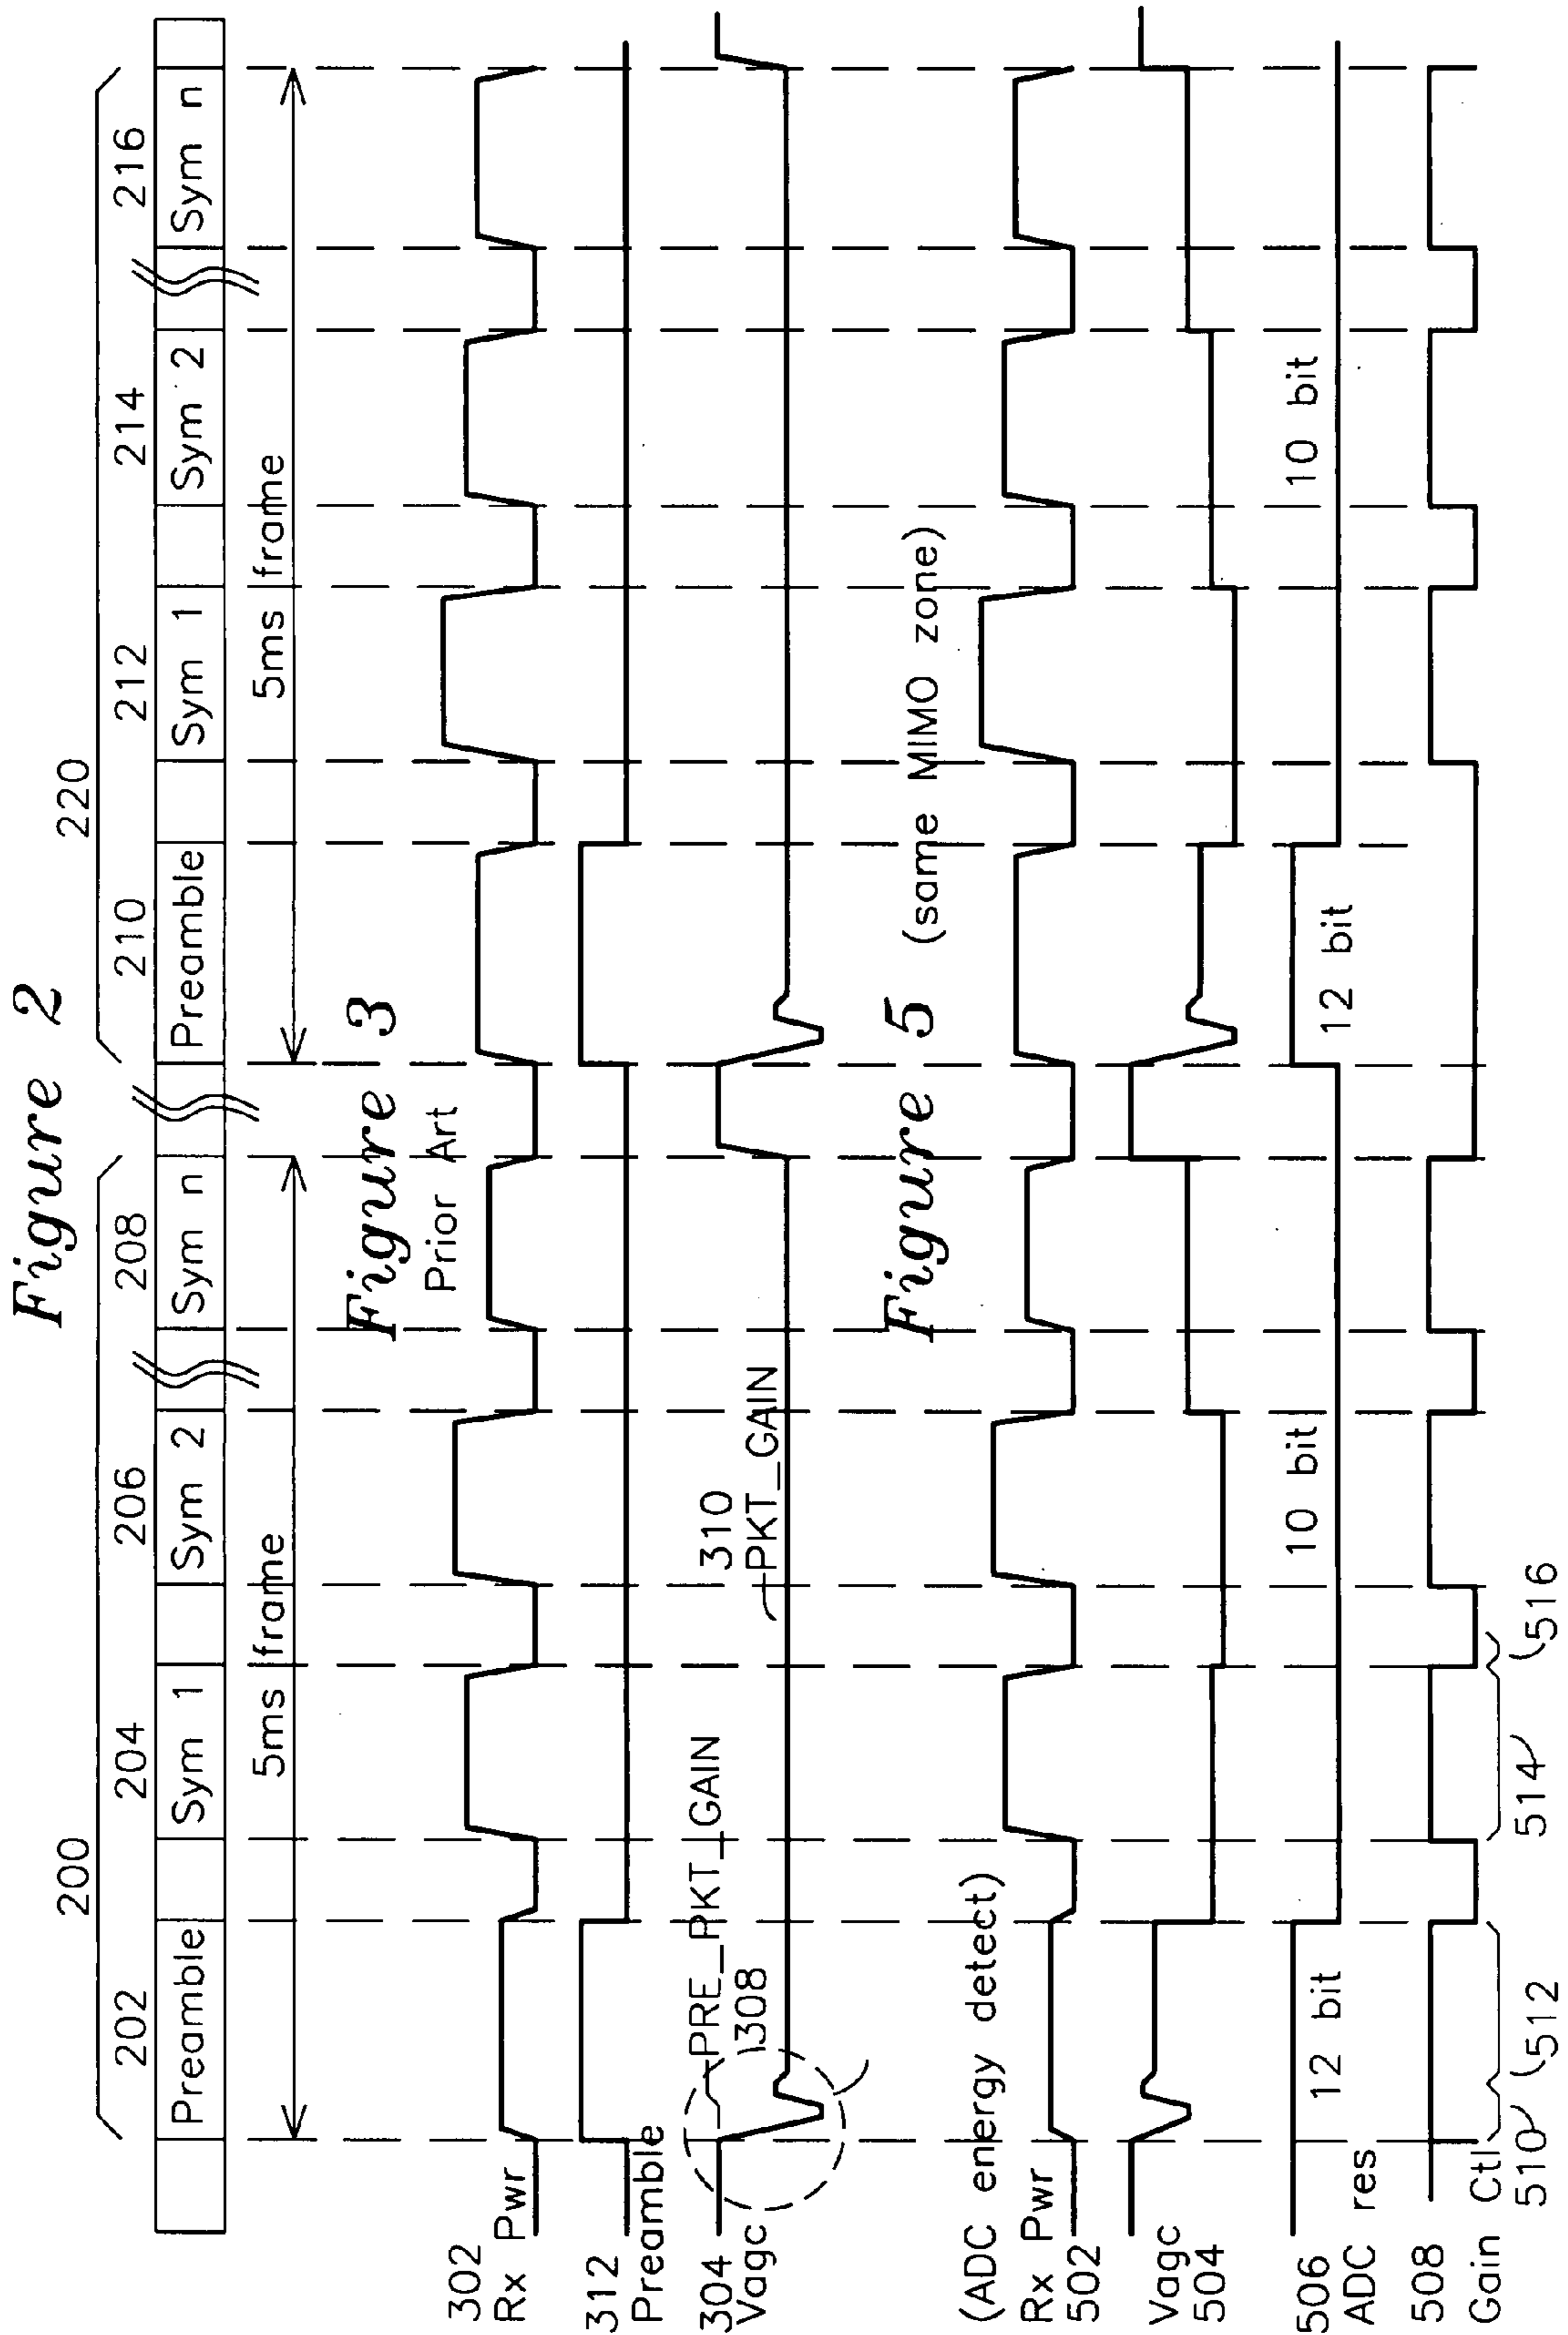 Figure 2
200
220
202
204
206
208
210
212
214
216
Preamble
Sym 1
Sym 2
Sym n
Preamble
Sym 1
Sym 2
Sym n
5ms frame
5ms frame
Figure 3
Prior Art
302
Rx Pwr
312
Preamble
304
Vagc
PRE_PKT_GAIN
308
310
PKT_GAIN
Figure 5
(same MIMO zone)
(ADC energy detect)
Rx Pwr
502
Vagc
504
506
ADC res
12 bit
10 bit
12 bit
10 bit
508
Gain Ctl
510
512
514
516